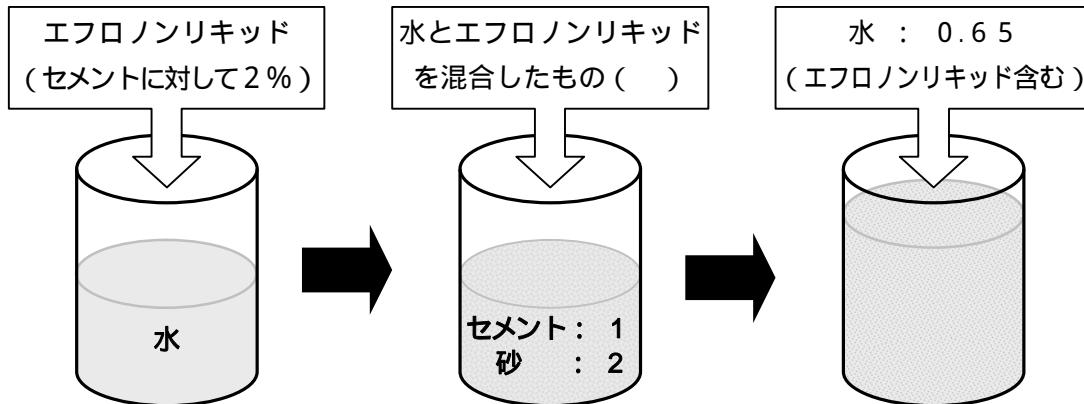 エフロノンリキッド
（セメントに対して２％）
水とエフロノンリキッド
を混合したもの（　）
水 ： 0.65
（エフロノンリキッド含む）
水
セメント： 1
砂　　： 2